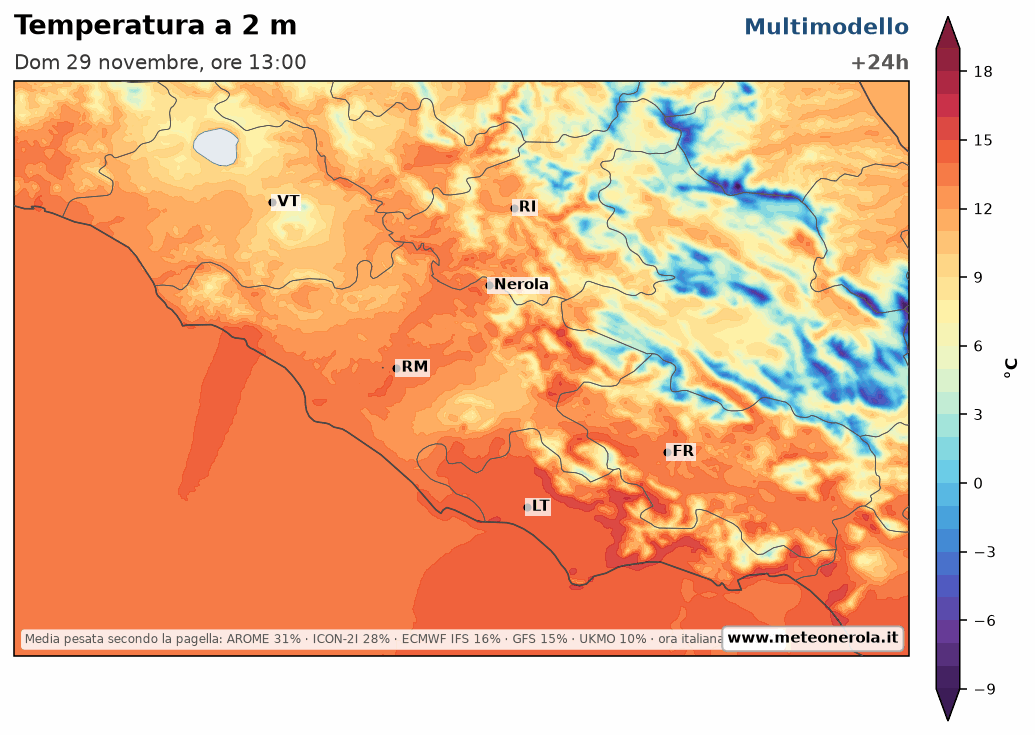 Temperatura a 2 m
Multimodello
Dom 29 novembre, ore 13:00
+24h
18
15
12
9
6
3
0
−3
−6
−9
°C
VT
RI
Nerola
RM
FR
LT
Media pesata secondo la pagella: AROME 31% · ICON-2I 28% · ECMWF IFS 16% · GFS 15% · UKMO 10% · ora italiana
www.meteonerola.it